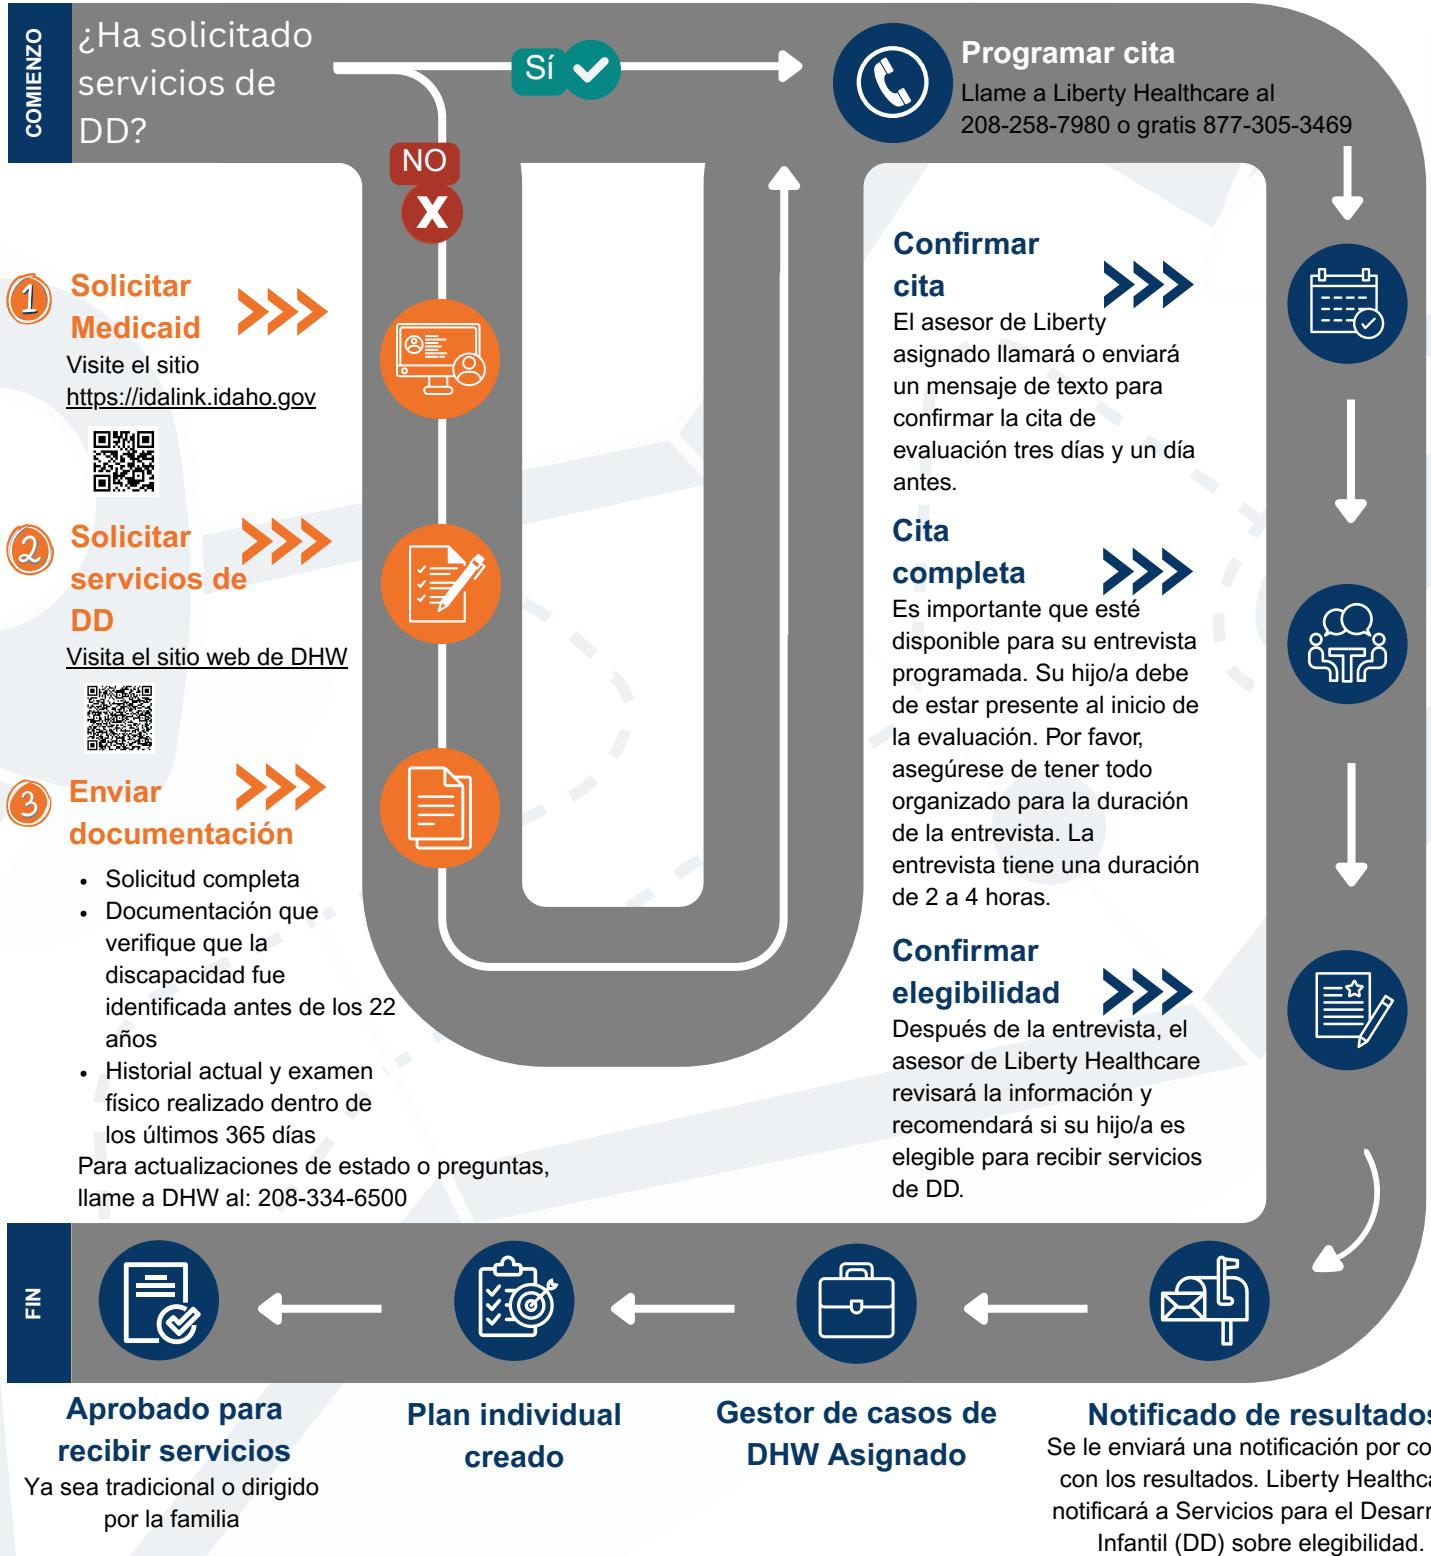 COMIENZO
¿Ha solicitado
servicios de
DD?
Sí
NO
X
Programar cita
Llame a Liberty Healthcare al
208-258-7980 o gratis 877-305-3469
1
Solicitar
Medicaid
Visite el sitio
https://idalink.idaho.gov
2
Solicitar
servicios de
DD
Visita el sitio web de DHW
3
Enviar
documentación
• Solicitud completa
• Documentación que
verifique que la
discapacidad fue
identificada antes de los 22
años
• Historial actual y examen
físico realizado dentro de
los últimos 365 días
Para actualizaciones de estado o preguntas,
llame a DHW al: 208-334-6500
Confirmar
cita
El asesor de Liberty
asignado llamará o enviará
un mensaje de texto para
confirmar la cita de
evaluación tres días y un día
antes.
Cita
completa
Es importante que esté
disponible para su entrevista
programada. Su hijo/a debe
de estar presente al inicio de
la evaluación. Por favor,
asegúrese de tener todo
organizado para la duración
de la entrevista. La
entrevista tiene una duración
de 2 a 4 horas.
Confirmar
elegibilidad
Después de la entrevista, el
asesor de Liberty Healthcare
revisará la información y
recomendará si su hijo/a es
elegible para recibir servicios
de DD.
FIN
Aprobado para
recibir servicios
Ya sea tradicional o dirigido
por la familia
Plan individual
creado
Gestor de casos de
DHW Asignado
Notificado de resultados
Se le enviará una notificación por
con los resultados. Liberty
notificará a Servicios para el
Infantil (DD) sobre elegibilidad.